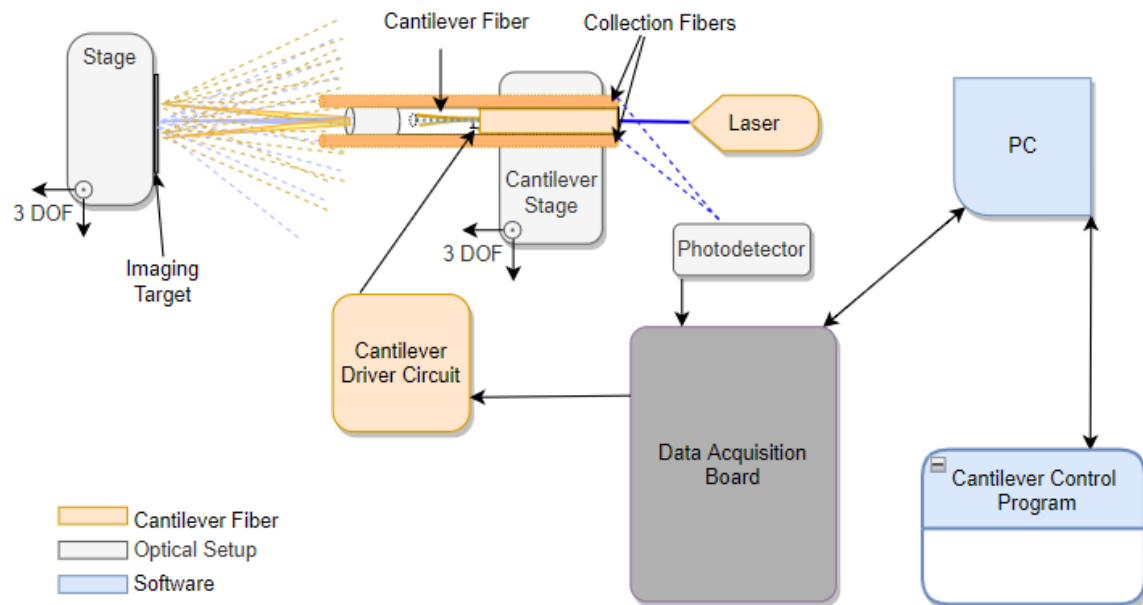 Cantilever Fiber
Collection Fibers
Stage
Laser
PC
Cantilever
Stage
3 DOF
3 DOF
Photodetector
Imaging
Target
Cantilever
Driver Circuit
Data Acquisition
Board
Cantilever Control
Program
Cantilever Fiber
Optical Setup
Software